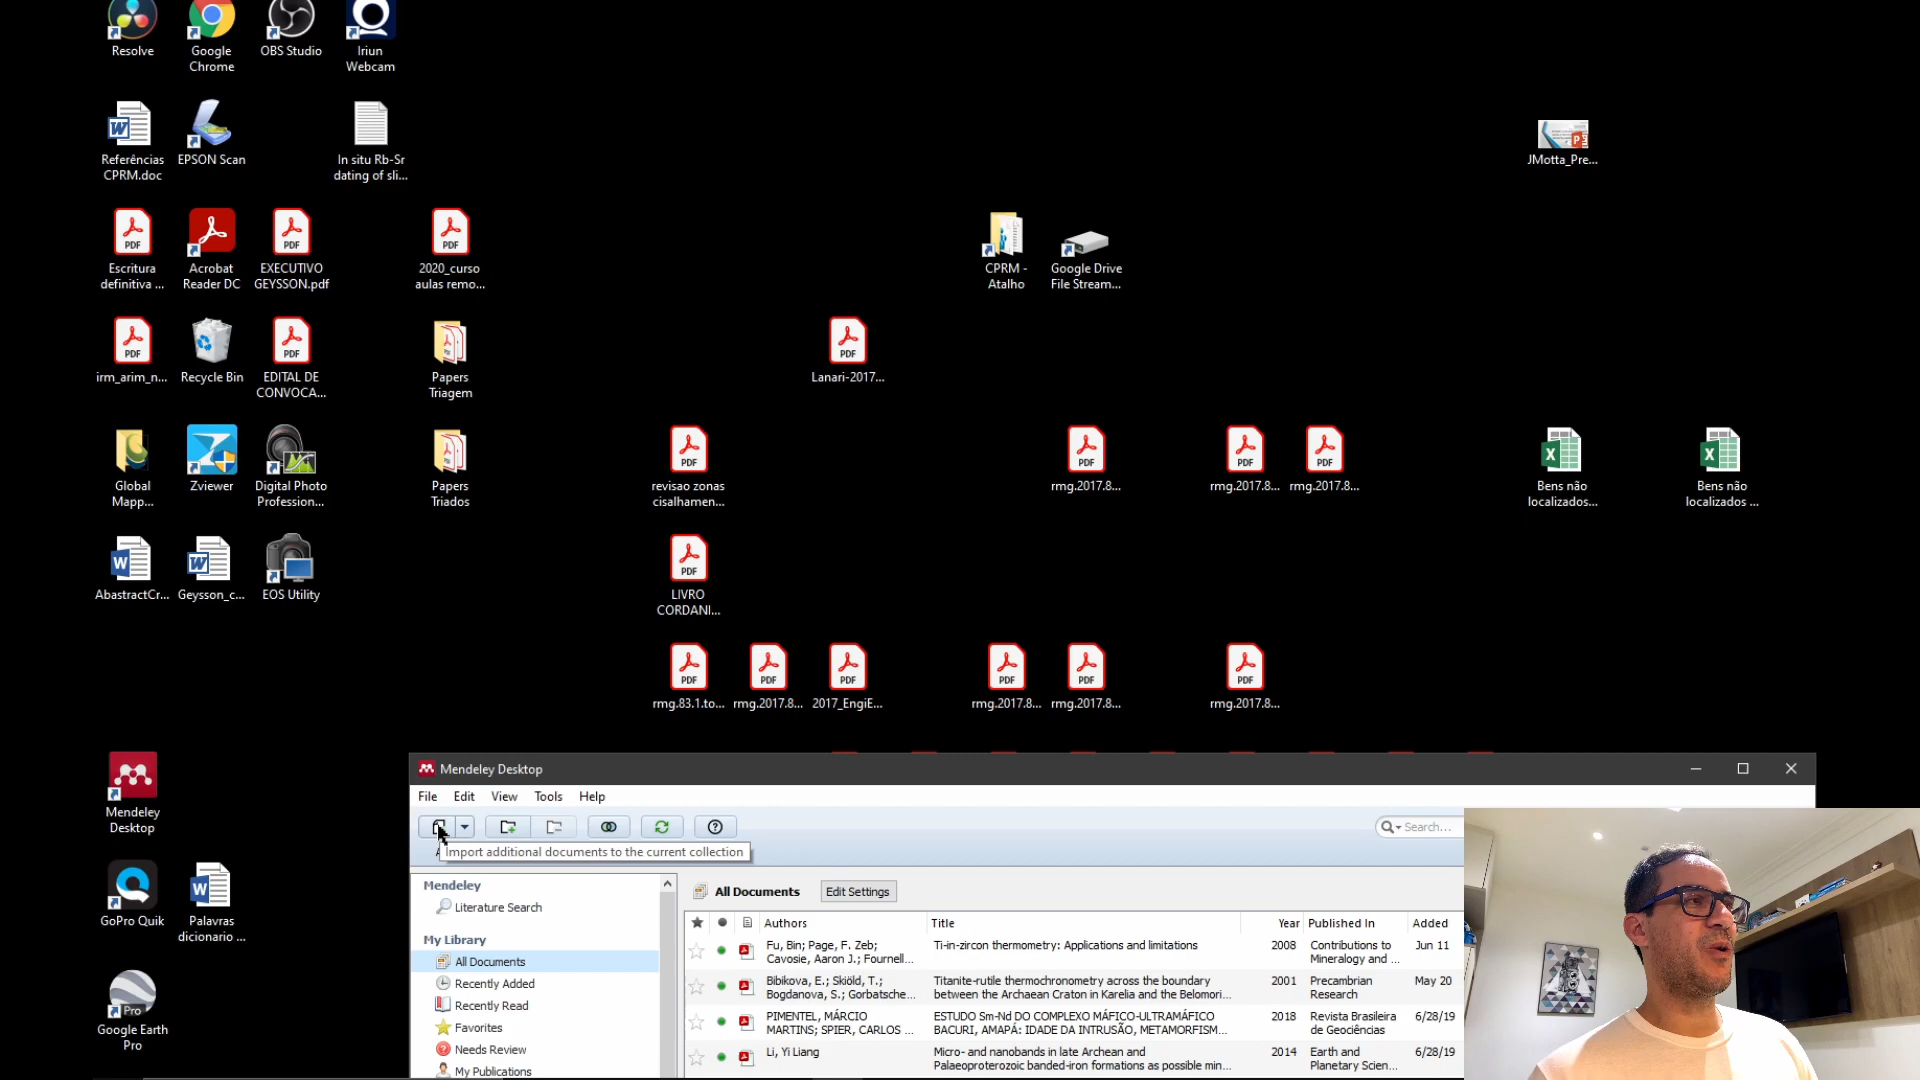 Resolve
Google
Chrome
OBS Studio
Iriun
Webcam
Referências
CPRM.doc
EPSON Scan
In situ Rb-Sr
dating of sli...
JMotta_Pre...
Escritura
definitiva ...
Acrobat
Reader DC
EXECUTIVO
GEYSSON.pdf
2020_curso
aulas remo...
CPRM -
Atalho
Google Drive
File Stream...
irm_arim_n...
Recycle Bin
EDITAL DE
CONVOCA...
Papers
Triagem
Lanari-2017...
Global
Mapp...
Zviewer
Digital Photo
Profession...
Papers
Triados
revisao zonas
cisalhamen...
rmg.2017.8...
rmg.2017.8...
rmg.2017.8...
Bens não
localizados...
Bens não
localizados ...
AbastractCr...
Geysson_c...
EOS Utility
LIVRO
CORDANI...
rmg.83.1.to...
rmg.2017.8...
2017_EngiE...
rmg.2017.8...
rmg.2017.8...
rmg.2017.8...
Mendeley
Desktop
GoPro Quik
Palavras
dicionario ...
Google Earth
Pro
Mendeley Desktop
File Edit View Tools Help
Search...
Import additional documents to the current collection
Mendeley
Literature Search
My Library
All Documents
Recently Added
Recently Read
Favorites
Needs Review
My Publications
All Documents
Edit Settings
Authors Title Year Published In Added
Fu, Bin; Page, F. Zeb;
Cavosie, Aaron J.; Fournell...
Ti-in-zircon thermometry: Applications and limitations
2008
Contributions to
Mineralogy and ...
Jun 11
Bibikova, E.; Skiöld, T.;
Bogdanova, S.; Gorbatsche...
Titanite-rutile thermochronometry across the boundary
between the Archaean Craton in Karelia and the Belomori...
2001
Precambrian
Research
May 20
PIMENTEL, MÁRCIO
MARTINS; SPIER, CARLOS ...
ESTUDO Sm-Nd DO COMPLEXO MÁFICO-ULTRAMÁFICO
BACURI, AMAPÁ: IDADE DA INTRUSÃO, METAMORFISM...
2018
Revista Brasileira
de Geociências
6/28/19
Li, Yi Liang
Micro- and nanobands in late Archean and
Palaeoproterozoic banded-iron formations as possible min...
2014
Earth and
Planetary Scien...
6/28/19